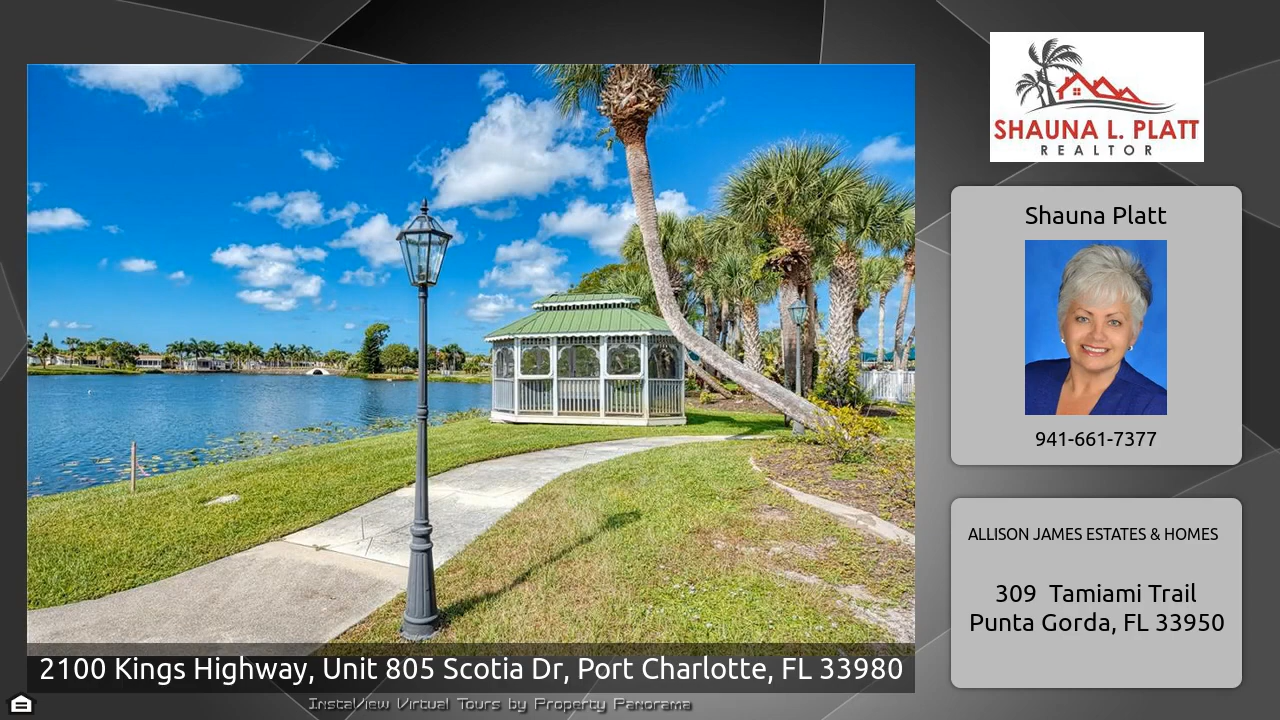 SHAUNA L. PLATT
REALTOR
Shauna Platt
941-661-7377
ALLISON JAMES ESTATES & HOMES
309 Tamiami Trail
Punta Gorda, FL 33950
2100 Kings Highway, Unit 805 Scotia Dr, Port Charlotte, FL 33980
InstaView Virtual Tours by Property Panorama